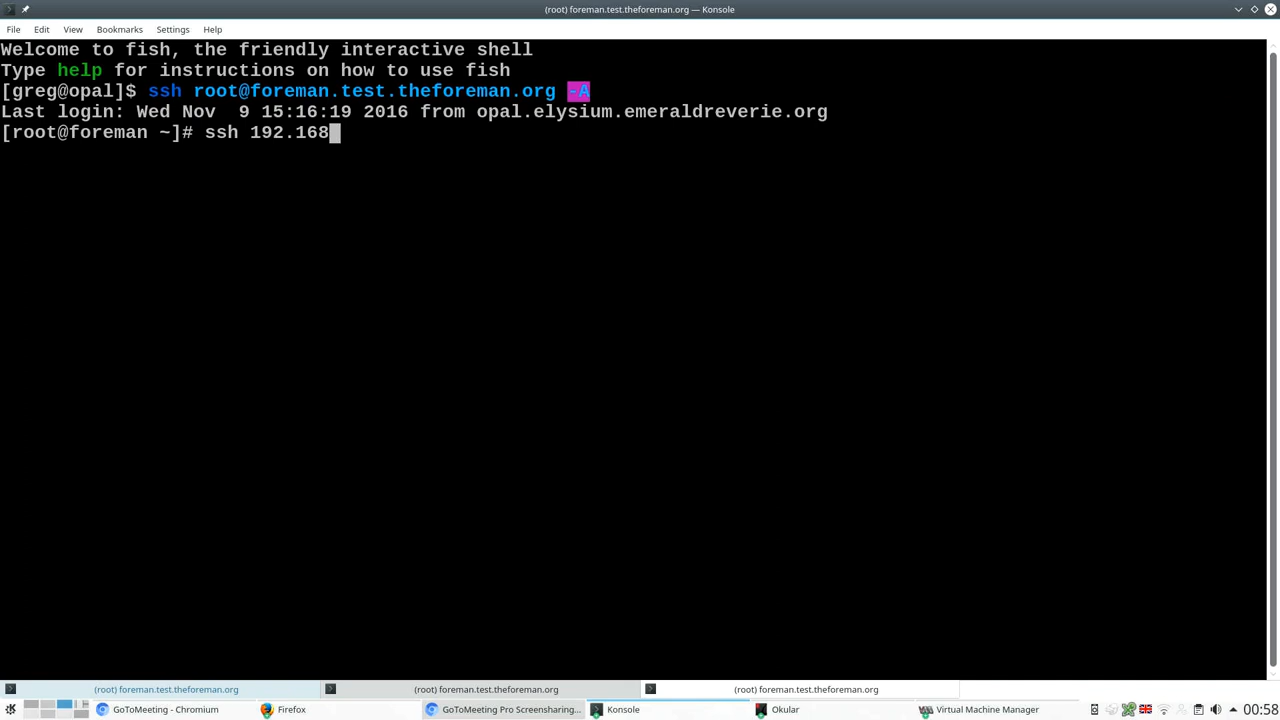 (root) foreman.test.theforeman.org — Konsole
File Edit View Bookmarks Settings Help
Welcome to fish, the friendly interactive shell
Type help for instructions on how to use fish
[greg@opal]$ ssh root@foreman.test.theforeman.org -A
Last login: Wed Nov  9 15:16:19 2016 from opal.elysium.emeraldreverie.org
[root@foreman ~]# ssh 192.168
(root) foreman.test.theforeman.org (root) foreman.test.theforeman.org (root) foreman.test.theforeman.org
GoToMeeting - Chromium Firefox GoToMeeting Pro Screensharing... Konsole Okular Virtual Machine Manager 00:58